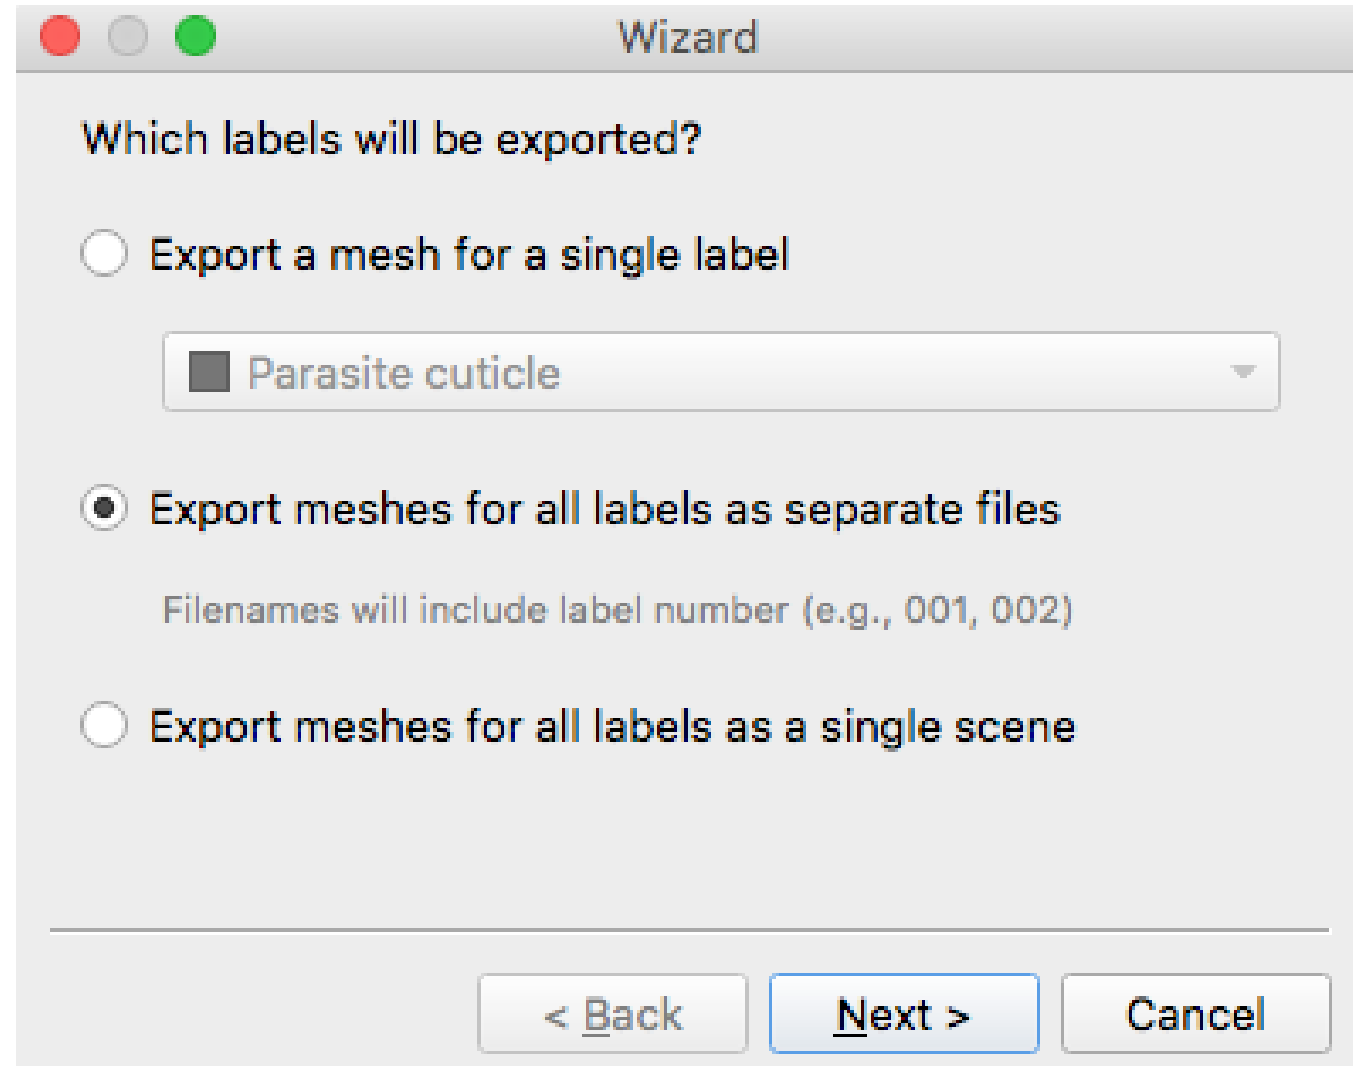 Wizard
Which labels will be exported?
Export a mesh for a single label
Parasite cuticle
Export meshes for all labels as separate files
Filenames will include label number (e.g., 001, 002)
Export meshes for all labels as a single scene
< Back Next > Cancel